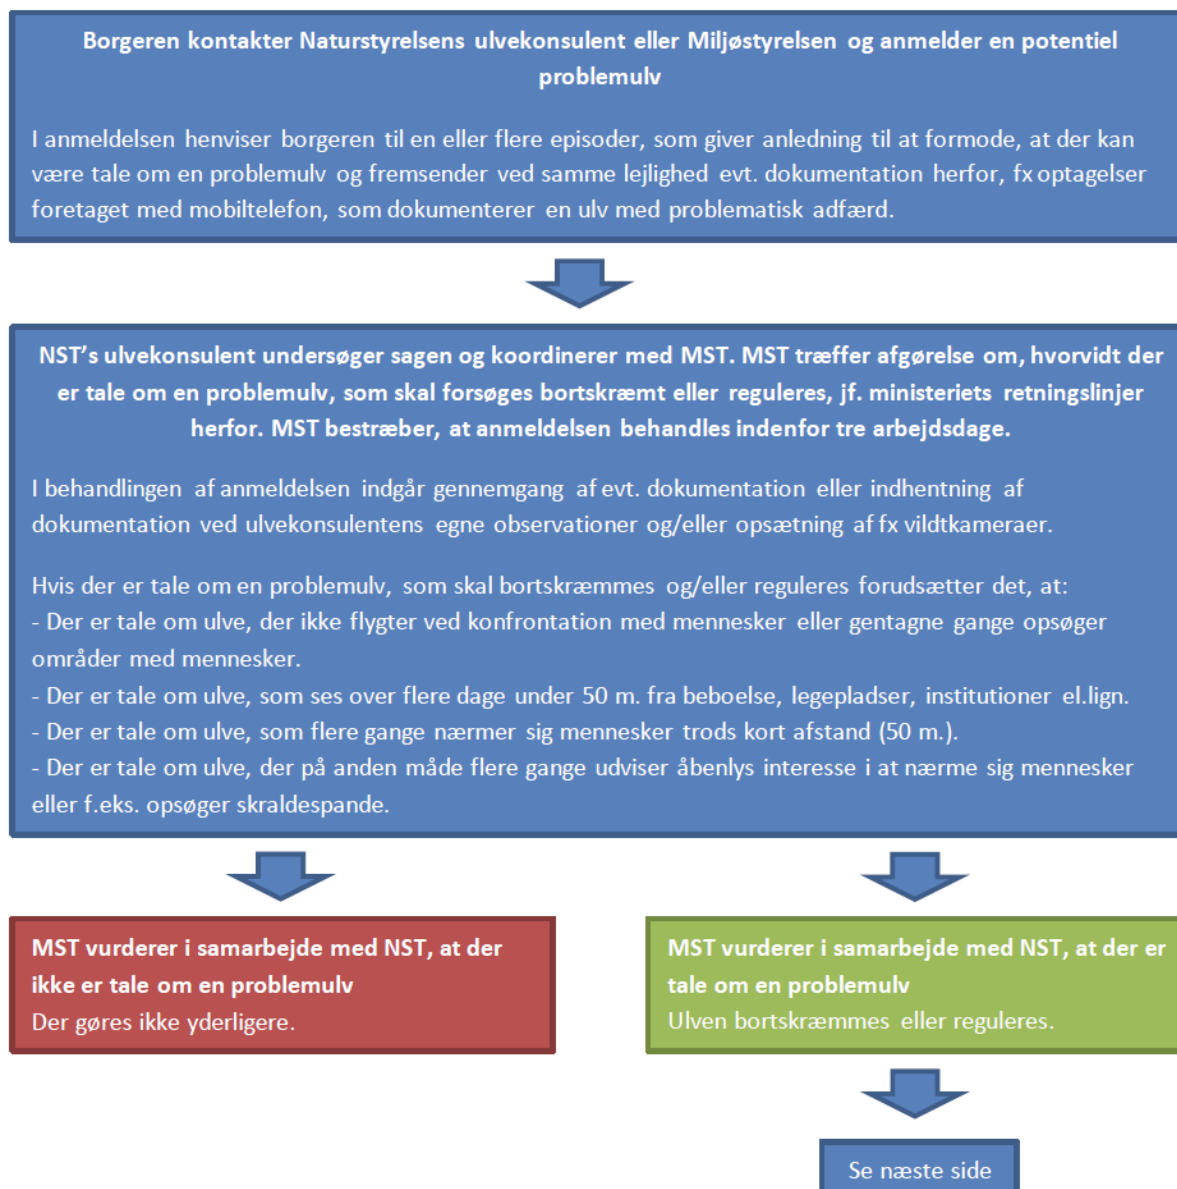 Borgeren kontakter Naturstyrelsens ulvekonsulent eller Miljøstyrelsen og anmelder en potentiel
problemulv
I anmeldelsen henviser borgeren til en eller flere episoder, som giver anledning til at formode, at der kan
være tale om en problemulv og fremsender ved samme lejlighed evt. dokumentation herfor, fx optagelser
foretaget med mobiltelefon, som dokumenterer en ulv med problematisk adfærd.
NST's ulvekonsulent undersøger sagen og koordinerer med MST. MST træffer afgørelse om, hvorvidt der
er tale om en problemulv, som skal forsøges bortskræmt eller reguleres, jf. ministeriets retningslinjer
herfor. MST bestræber, at anmeldelsen behandles indenfor tre arbejdsdage.
I behandlingen af anmeldelsen indgår gennemgang af evt. dokumentation eller indhentning af
dokumentation ved ulvekonsulentens egne observationer og/eller opsætning af fx vildtkameraer.
Hvis der er tale om en problemulv, som skal bortskræmmes og/eller reguleres forudsætter det, at:
- Der er tale om ulve, der ikke flygter ved konfrontation med mennesker eller gentagne gange opsøger
områder med mennesker.
- Der er tale om ulve, som ses over flere dage under 50 m. fra beboelse, legepladser, institutioner el.lign.
- Der er tale om ulve, som flere gange nærmer sig mennesker trods kort afstand (50 m.).
- Der er tale om ulve, der på anden måde flere gange udviser åbenlys interesse i at nærme sig mennesker
eller f.eks. opsøger skraldespande.
MST vurderer i samarbejde med NST, at der
ikke er tale om en problemulv
Der gøres ikke yderligere.
MST vurderer i samarbejde med NST, at der er
tale om en problemulv
Ulven bortskræmmes eller reguleres.
Se næste side